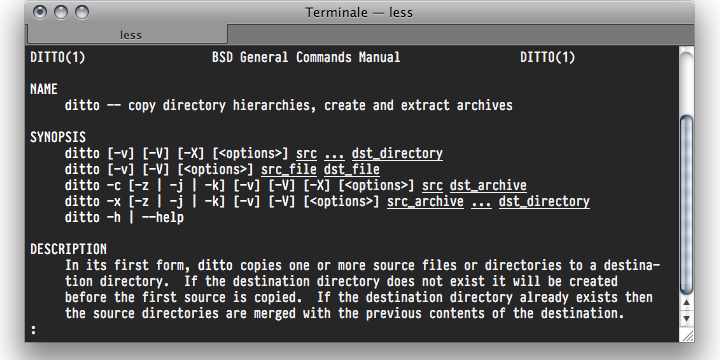 Terminale — less
less
DITTO(1) BSD General Commands Manual DITTO(1)
NAME
ditto -- copy directory hierarchies, create and extract archives
SYNOPSIS
ditto [-v] [-V] [-X] [<options>] src ... dst_directory
ditto [-v] [-V] [<options>] src_file dst_file
ditto -c [-z | -j | -k] [-v] [-V] [-X] [<options>] src dst_archive
ditto -x [-z | -j | -k] [-v] [-V] [<options>] src_archive ... dst_directory
ditto -h | --help
DESCRIPTION
In its first form, ditto copies one or more source files or directories to a destina-
tion directory.  If the destination directory does not exist it will be created
before the first source is copied.  If the destination directory already exists then
the source directories are merged with the previous contents of the destination.
: